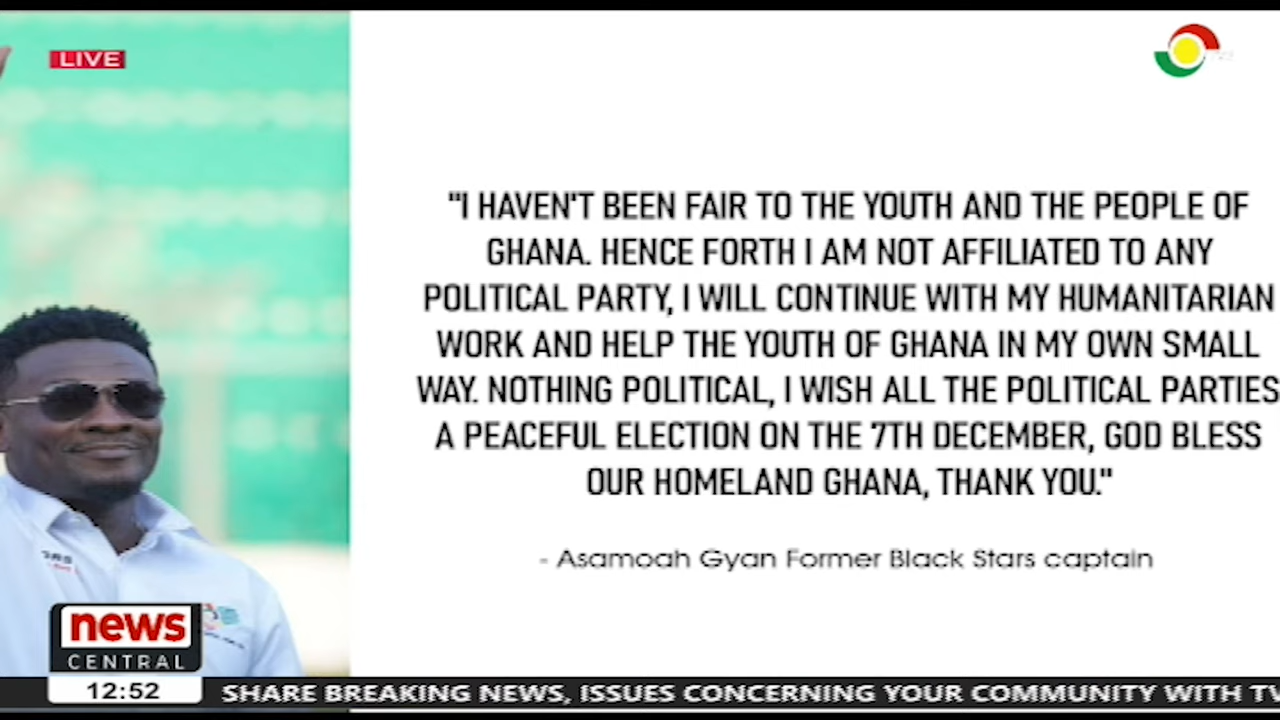 LIVE
"I HAVEN'T BEEN FAIR TO THE YOUTH AND THE PEOPLE OF
GHANA. HENCE FORTH I AM NOT AFFILIATED TO ANY
POLITICAL PARTY, I WILL CONTINUE WITH MY HUMANITARIAN
WORK AND HELP THE YOUTH OF GHANA IN MY OWN SMALL
WAY. NOTHING POLITICAL, I WISH ALL THE POLITICAL PARTIES
A PEACEFUL ELECTION ON THE 7TH DECEMBER, GOD BLESS
OUR HOMELAND GHANA, THANK YOU."
- Asamoah Gyan Former Black Stars captain
news
CENTRAL
12:52
SHARE BREAKING NEWS, ISSUES CONCERNING YOUR COMMUNITY WITH TV